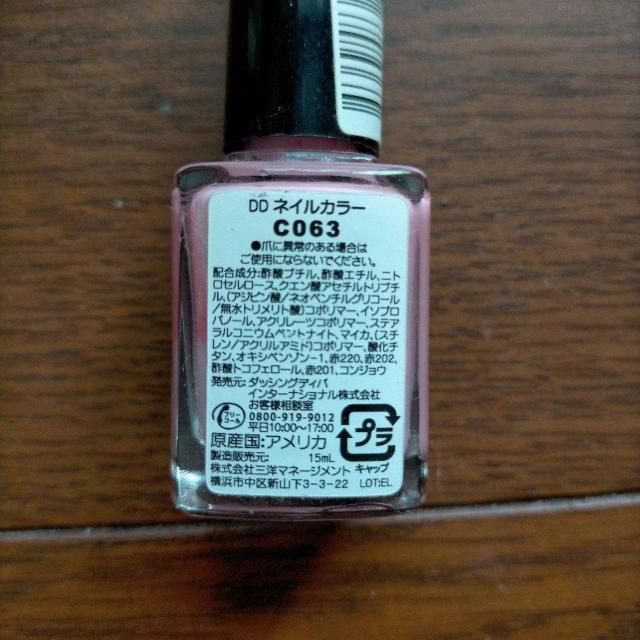 DD ネイルカラー
C063
●爪に異常のある場合は
ご使用にならないでください。
配合成分:酢酸ブチル、酢酸エチル、ニト
ロセルロース、クエン酸アセチルトリブチ
ル、(アジピン酸/ネオペンチルグリコール
/無水トリメリト酸)コポリマー、イソプロ
パノール、アクリルーツコポリマー、ステア
ラルコニウムベントナイト、マイカ、(スチ
レン/アクリルアミド)コポリマー、酸化チ
タン、オキシベンゾン-1、赤220、赤202、
酢酸トコフェロール、赤201、コンジョウ
発売元: ダッシングディバ
インターナショナル株式会社
お客様相談室
フリーコール 0800-919-9012
平日10:00〜17:00
原産国:アメリカ プラ
製造販売元: 15mL
株式会社三洋マネージメント キャップ
横浜市中区新山下3-3-22 LOT:EL